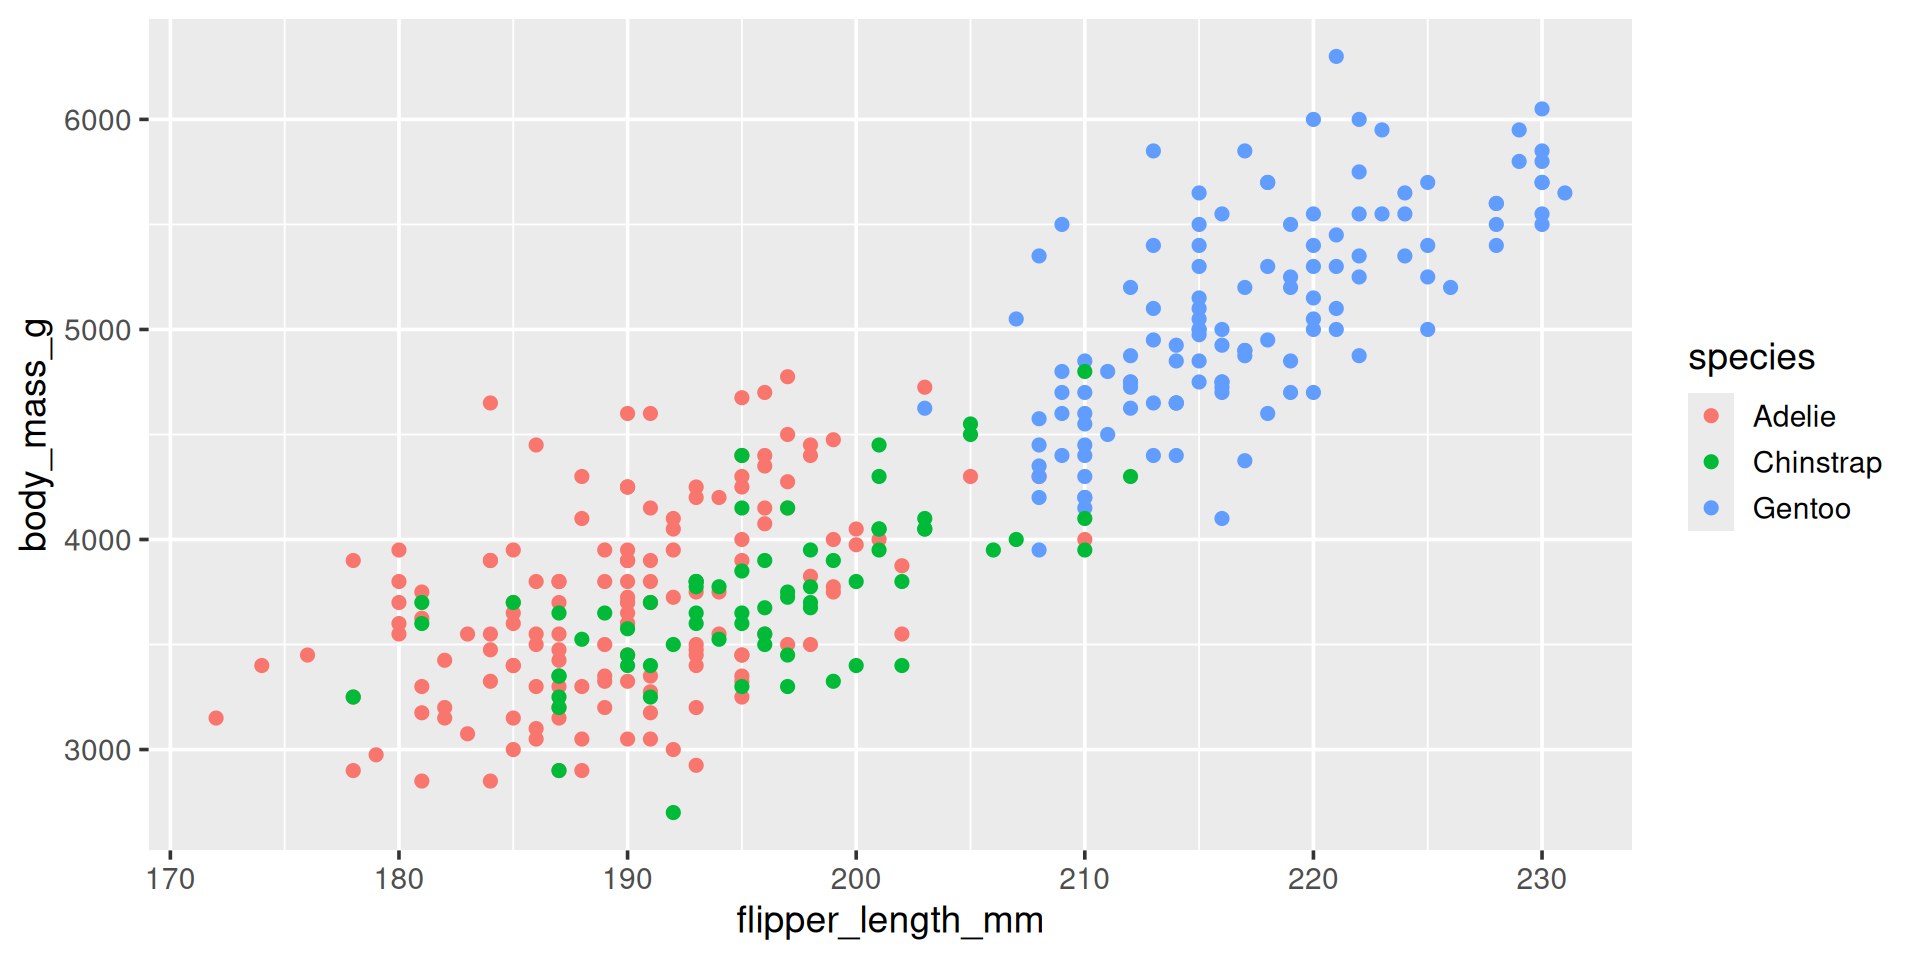 body_mass_g
6000
5000
4000
3000
170 180 190 200 210 220 230
flipper_length_mm
species
Adelie
Chinstrap
Gentoo